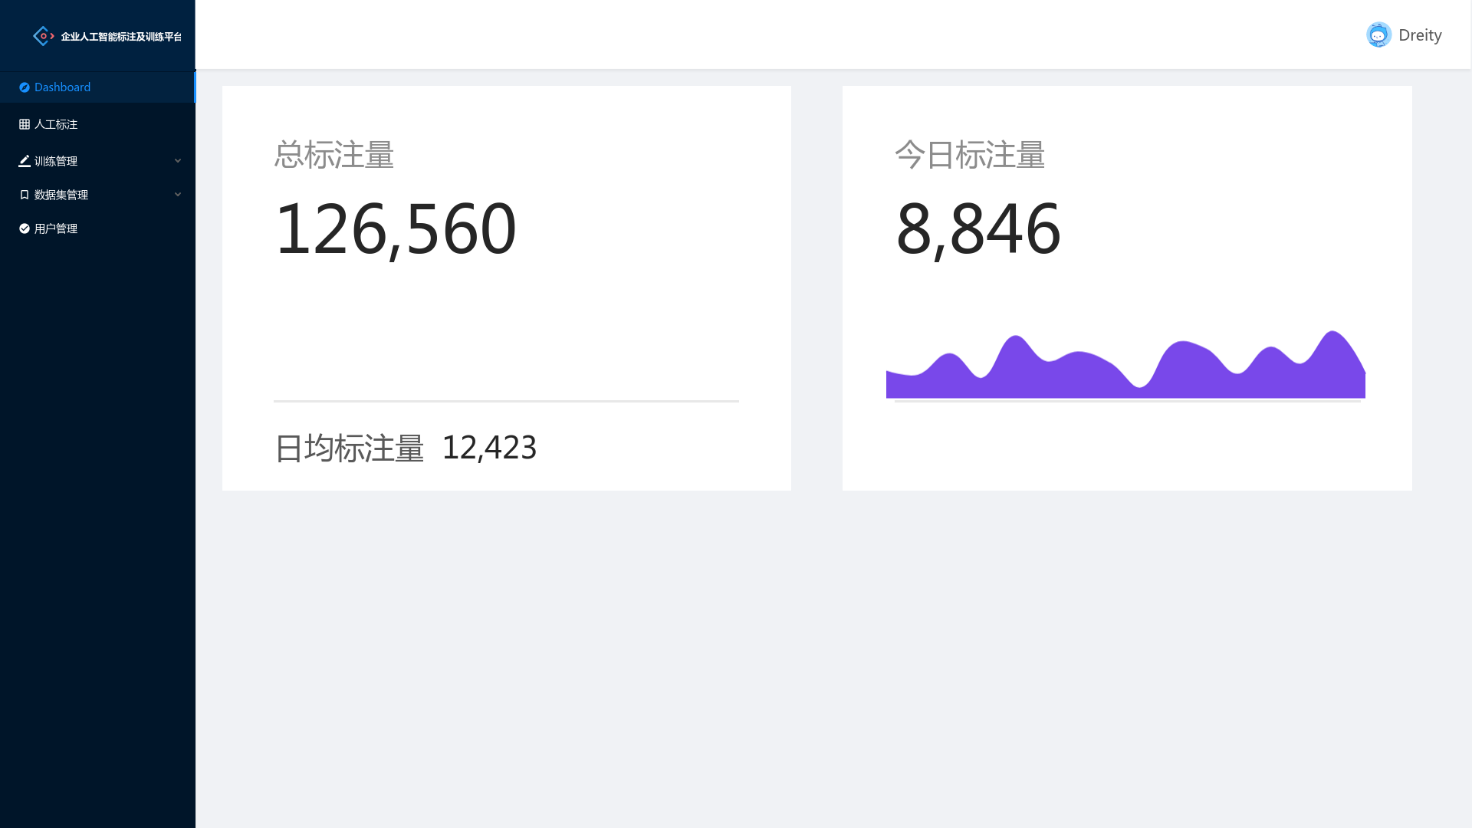 企业人工智能标注及训练平台
Dreity
Dashboard
人工标注
训练管理
数据集管理
用户管理
总标注量
126,560
日均标注量 12,423
今日标注量
8,846